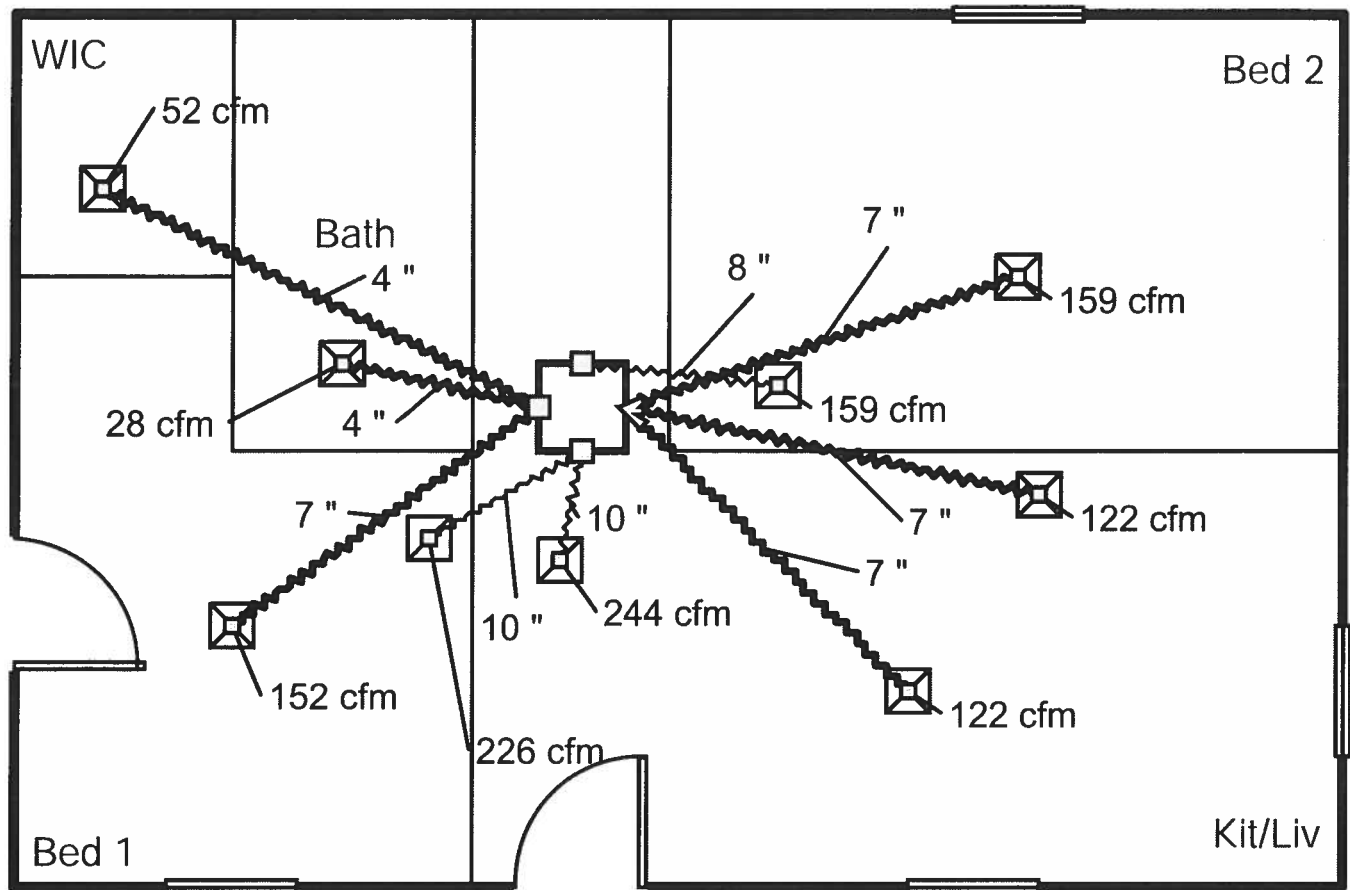 WIC
Bed 2
52 cfm
7 "
Bath
8 "
4 "
159 cfm
159 cfm
28 cfm
4 "
7 "
10 "
7 "
122 cfm
7 "
10 "
244 cfm
152 cfm
122 cfm
226 cfm
Bed 1
Kit/Liv